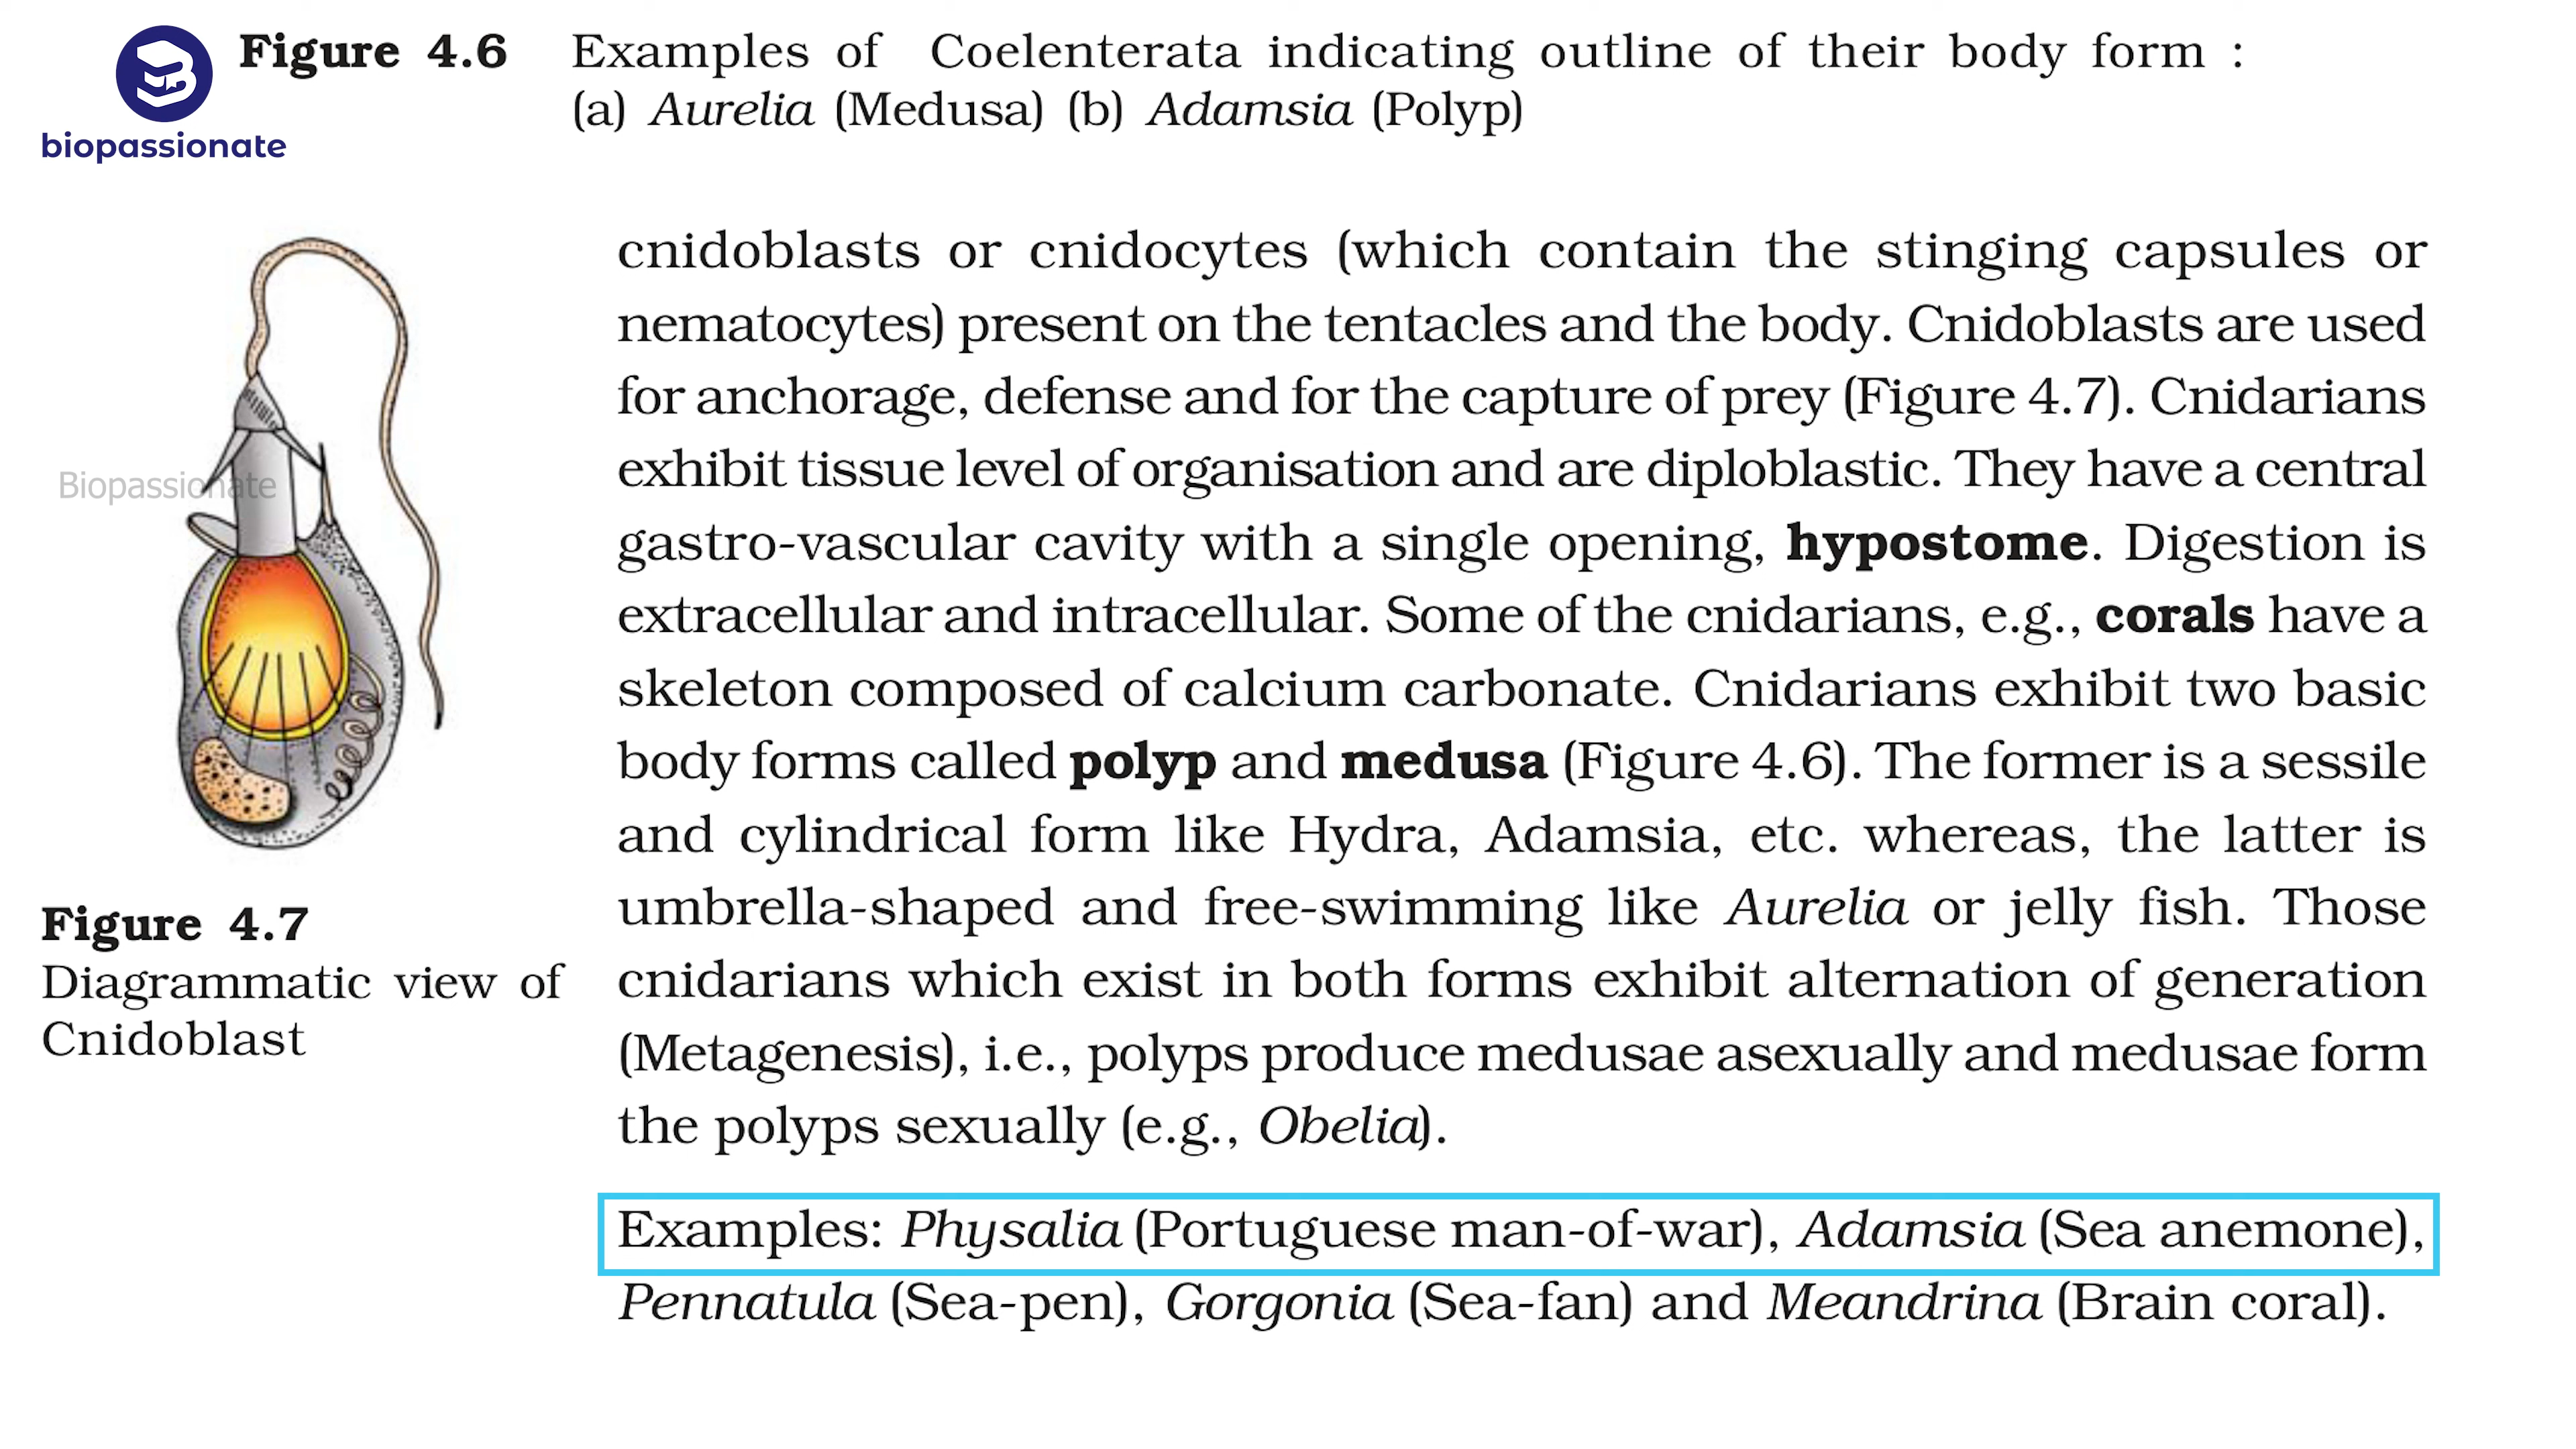 biopassionate
Figure 4.6 Examples of Coelenterata indicating outline of their body form :
(a) Aurelia (Medusa) (b) Adamsia (Polyp)
cnidoblasts or cnidocytes (which contain the stinging capsules or
nematocytes) present on the tentacles and the body. Cnidoblasts are used
for anchorage, defense and for the capture of prey (Figure 4.7). Cnidarians
exhibit tissue level of organisation and are diploblastic. They have a central
gastro-vascular cavity with a single opening, hypostome. Digestion is
extracellular and intracellular. Some of the cnidarians, e.g., corals have a
skeleton composed of calcium carbonate. Cnidarians exhibit two basic
body forms called polyp and medusa (Figure 4.6). The former is a sessile
and cylindrical form like Hydra, Adamsia, etc. whereas, the latter is
umbrella-shaped and free-swimming like Aurelia or jelly fish. Those
cnidarians which exist in both forms exhibit alternation of generation
(Metagenesis), i.e., polyps produce medusae asexually and medusae form
the polyps sexually (e.g., Obelia).
Examples: Physalia (Portuguese man-of-war), Adamsia (Sea anemone),
Pennatula (Sea-pen), Gorgonia (Sea-fan) and Meandrina (Brain coral).
Biopassionate
Figure 4.7
Diagrammatic view of
Cnidoblast